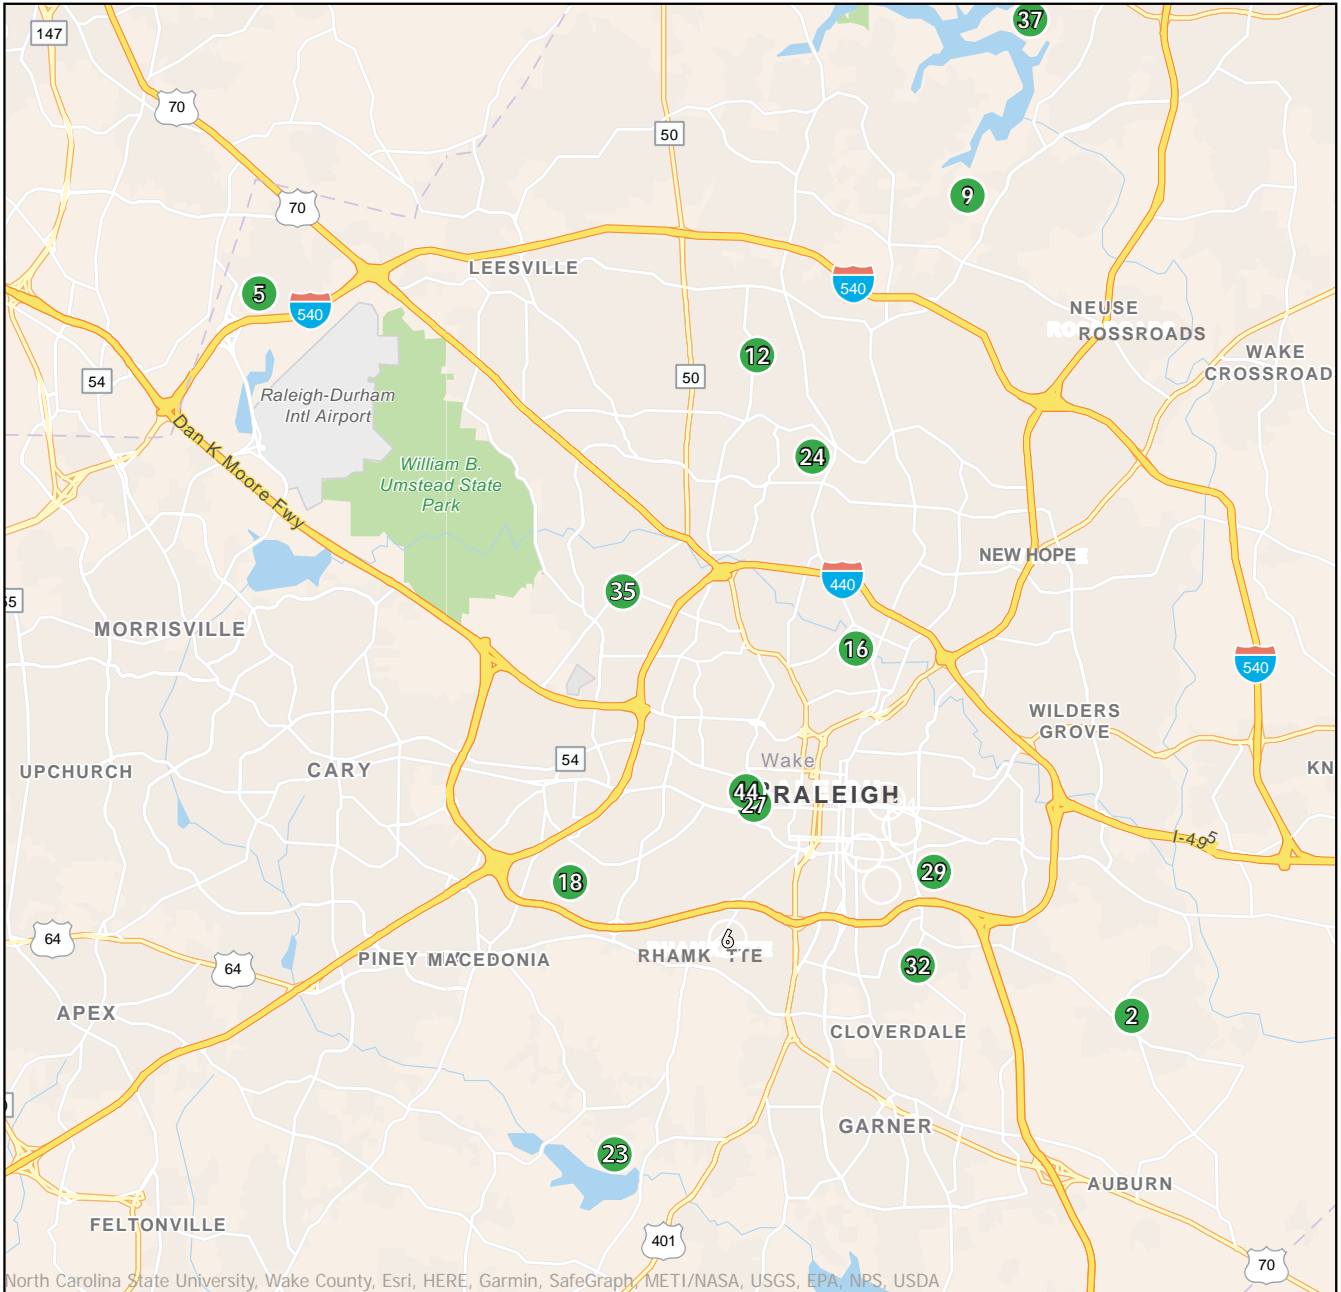 37
147
70
50
9
70
LEESVILLE
5
540
540
NEUSE
ROSSROADS
12
WAKE
CROSSROAD
54
50
Raleigh-Durham
Intl Airport
Dan K Moore Fwy
24
William B.
Umstead State
Park
NEW HOPE
440
35
MORRISVILLE
16
540
WILDERS
GROVE
54
Wake
UPCHURCH
CARY
KN
44
RALEIGH
27
I-495
29
18
64
6
PINEY
MACEDONIA
RHAMK
TTE
32
64
APEX
2
CLOVERDALE
GARNER
23
AUBURN
FELTONVILLE
401
70
North Carolina State University, Wake County, Esri, HERE, Garmin, SafeGraph, METI/NASA, USGS, EPA, NPS, USDA